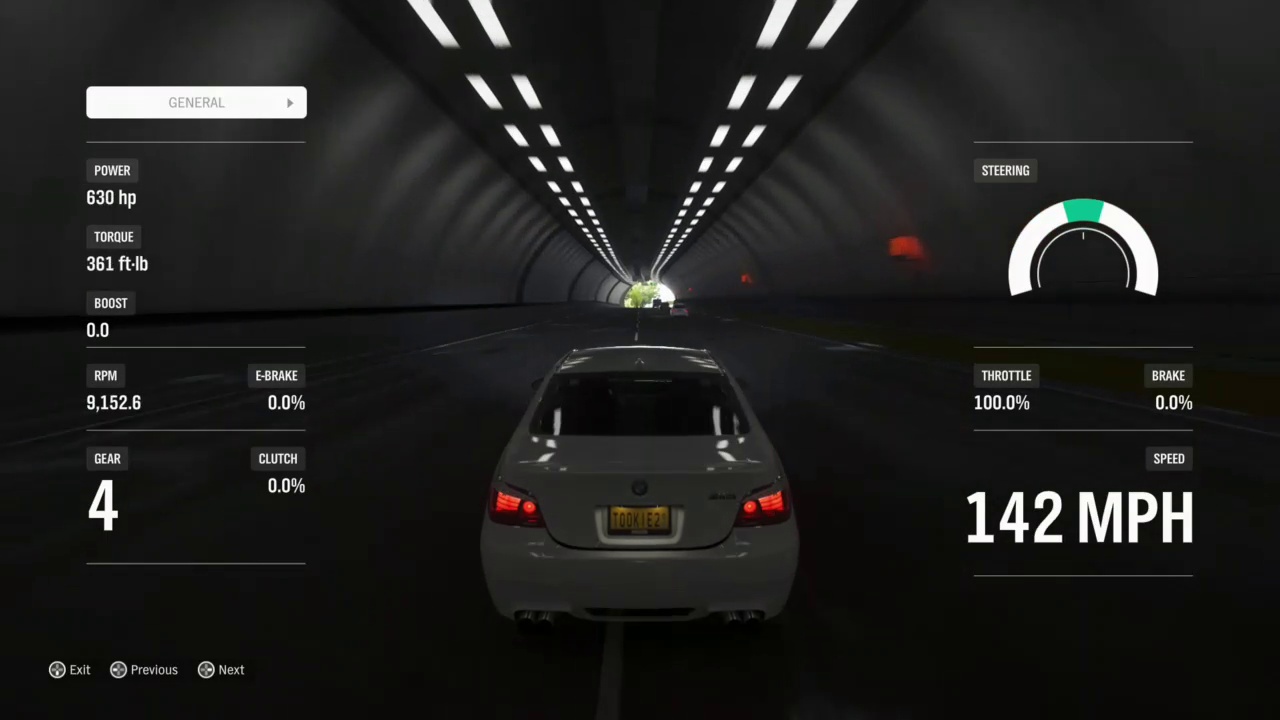 GENERAL
POWER
630 hp
TORQUE
361 ft·lb
BOOST
0.0
RPM
E-BRAKE
9,152.6
0.0%
GEAR
CLUTCH
4
0.0%
STEERING
THROTTLE
BRAKE
100.0%
0.0%
SPEED
142 MPH
TOOKIE2
Exit
Previous
Next